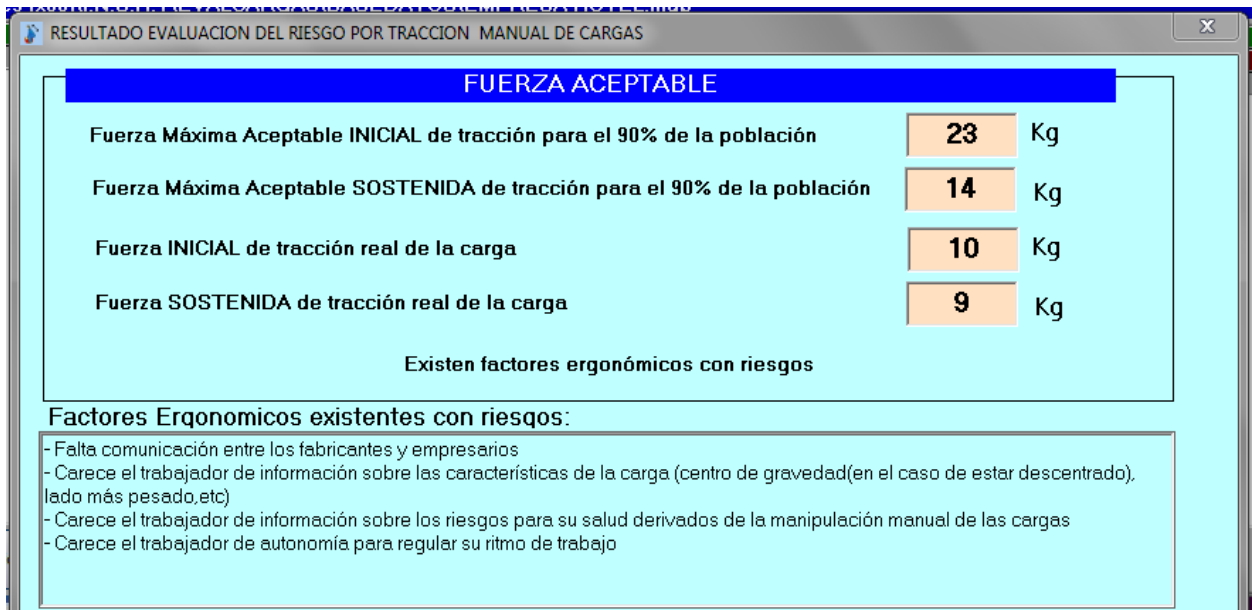 RESULTADO EVALUACION DEL RIESGO POR TRACCION MANUAL DE CARGAS
FUERZA ACEPTABLE
Fuerza Máxima Aceptable INICIAL de tracción para el 90% de la población 23 Kg
Fuerza Máxima Aceptable SOSTENIDA de tracción para el 90% de la población 14 Kg
Fuerza INICIAL de tracción real de la carga 10 Kg
Fuerza SOSTENIDA de tracción real de la carga 9 Kg
Existen factores ergonómicos con riesgos
Factores Ergonomicos existentes con riesgos:
- Falta comunicación entre los fabricantes y empresarios
- Carece el trabajador de información sobre las características de la carga (centro de gravedad(en el caso de estar descentrado),
lado más pesado,etc)
- Carece el trabajador de información sobre los riesgos para su salud derivados de la manipulación manual de las cargas
- Carece el trabajador de autonomía para regular su ritmo de trabajo